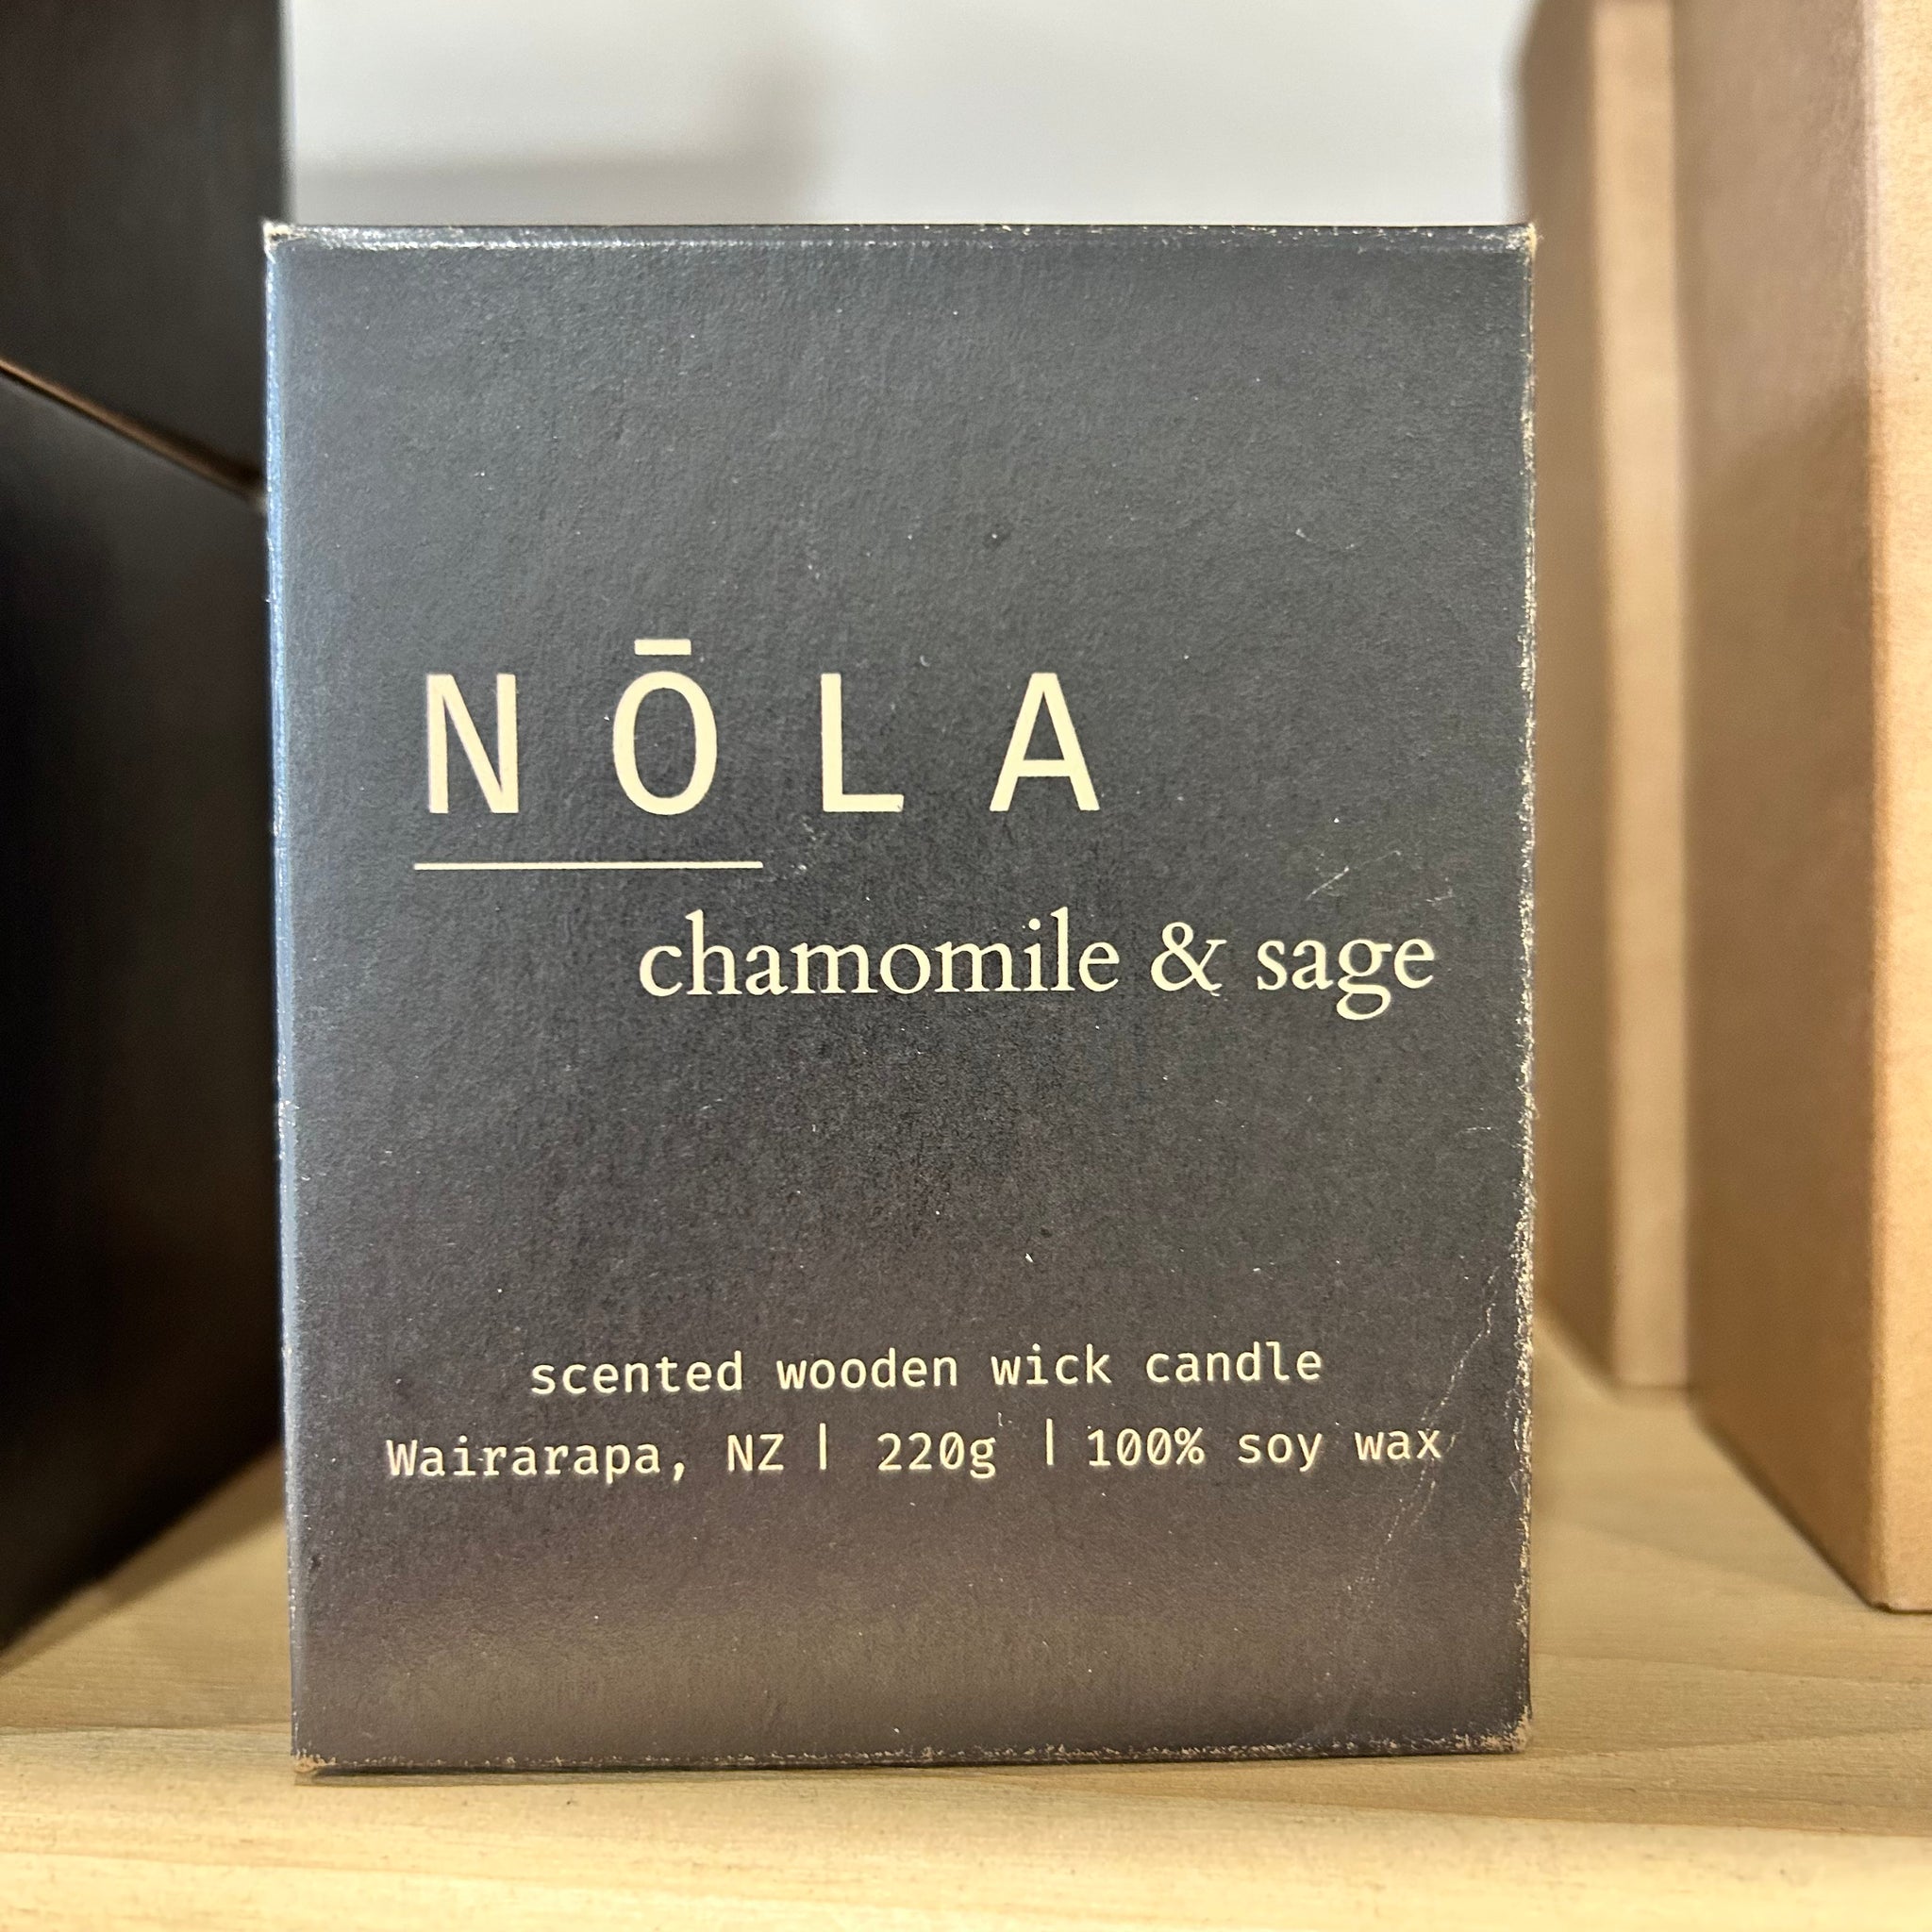 NŌLA
chamomile & sage
scented wooden wick candle
Wairarapa, NZ | 220g | 100% soy wax